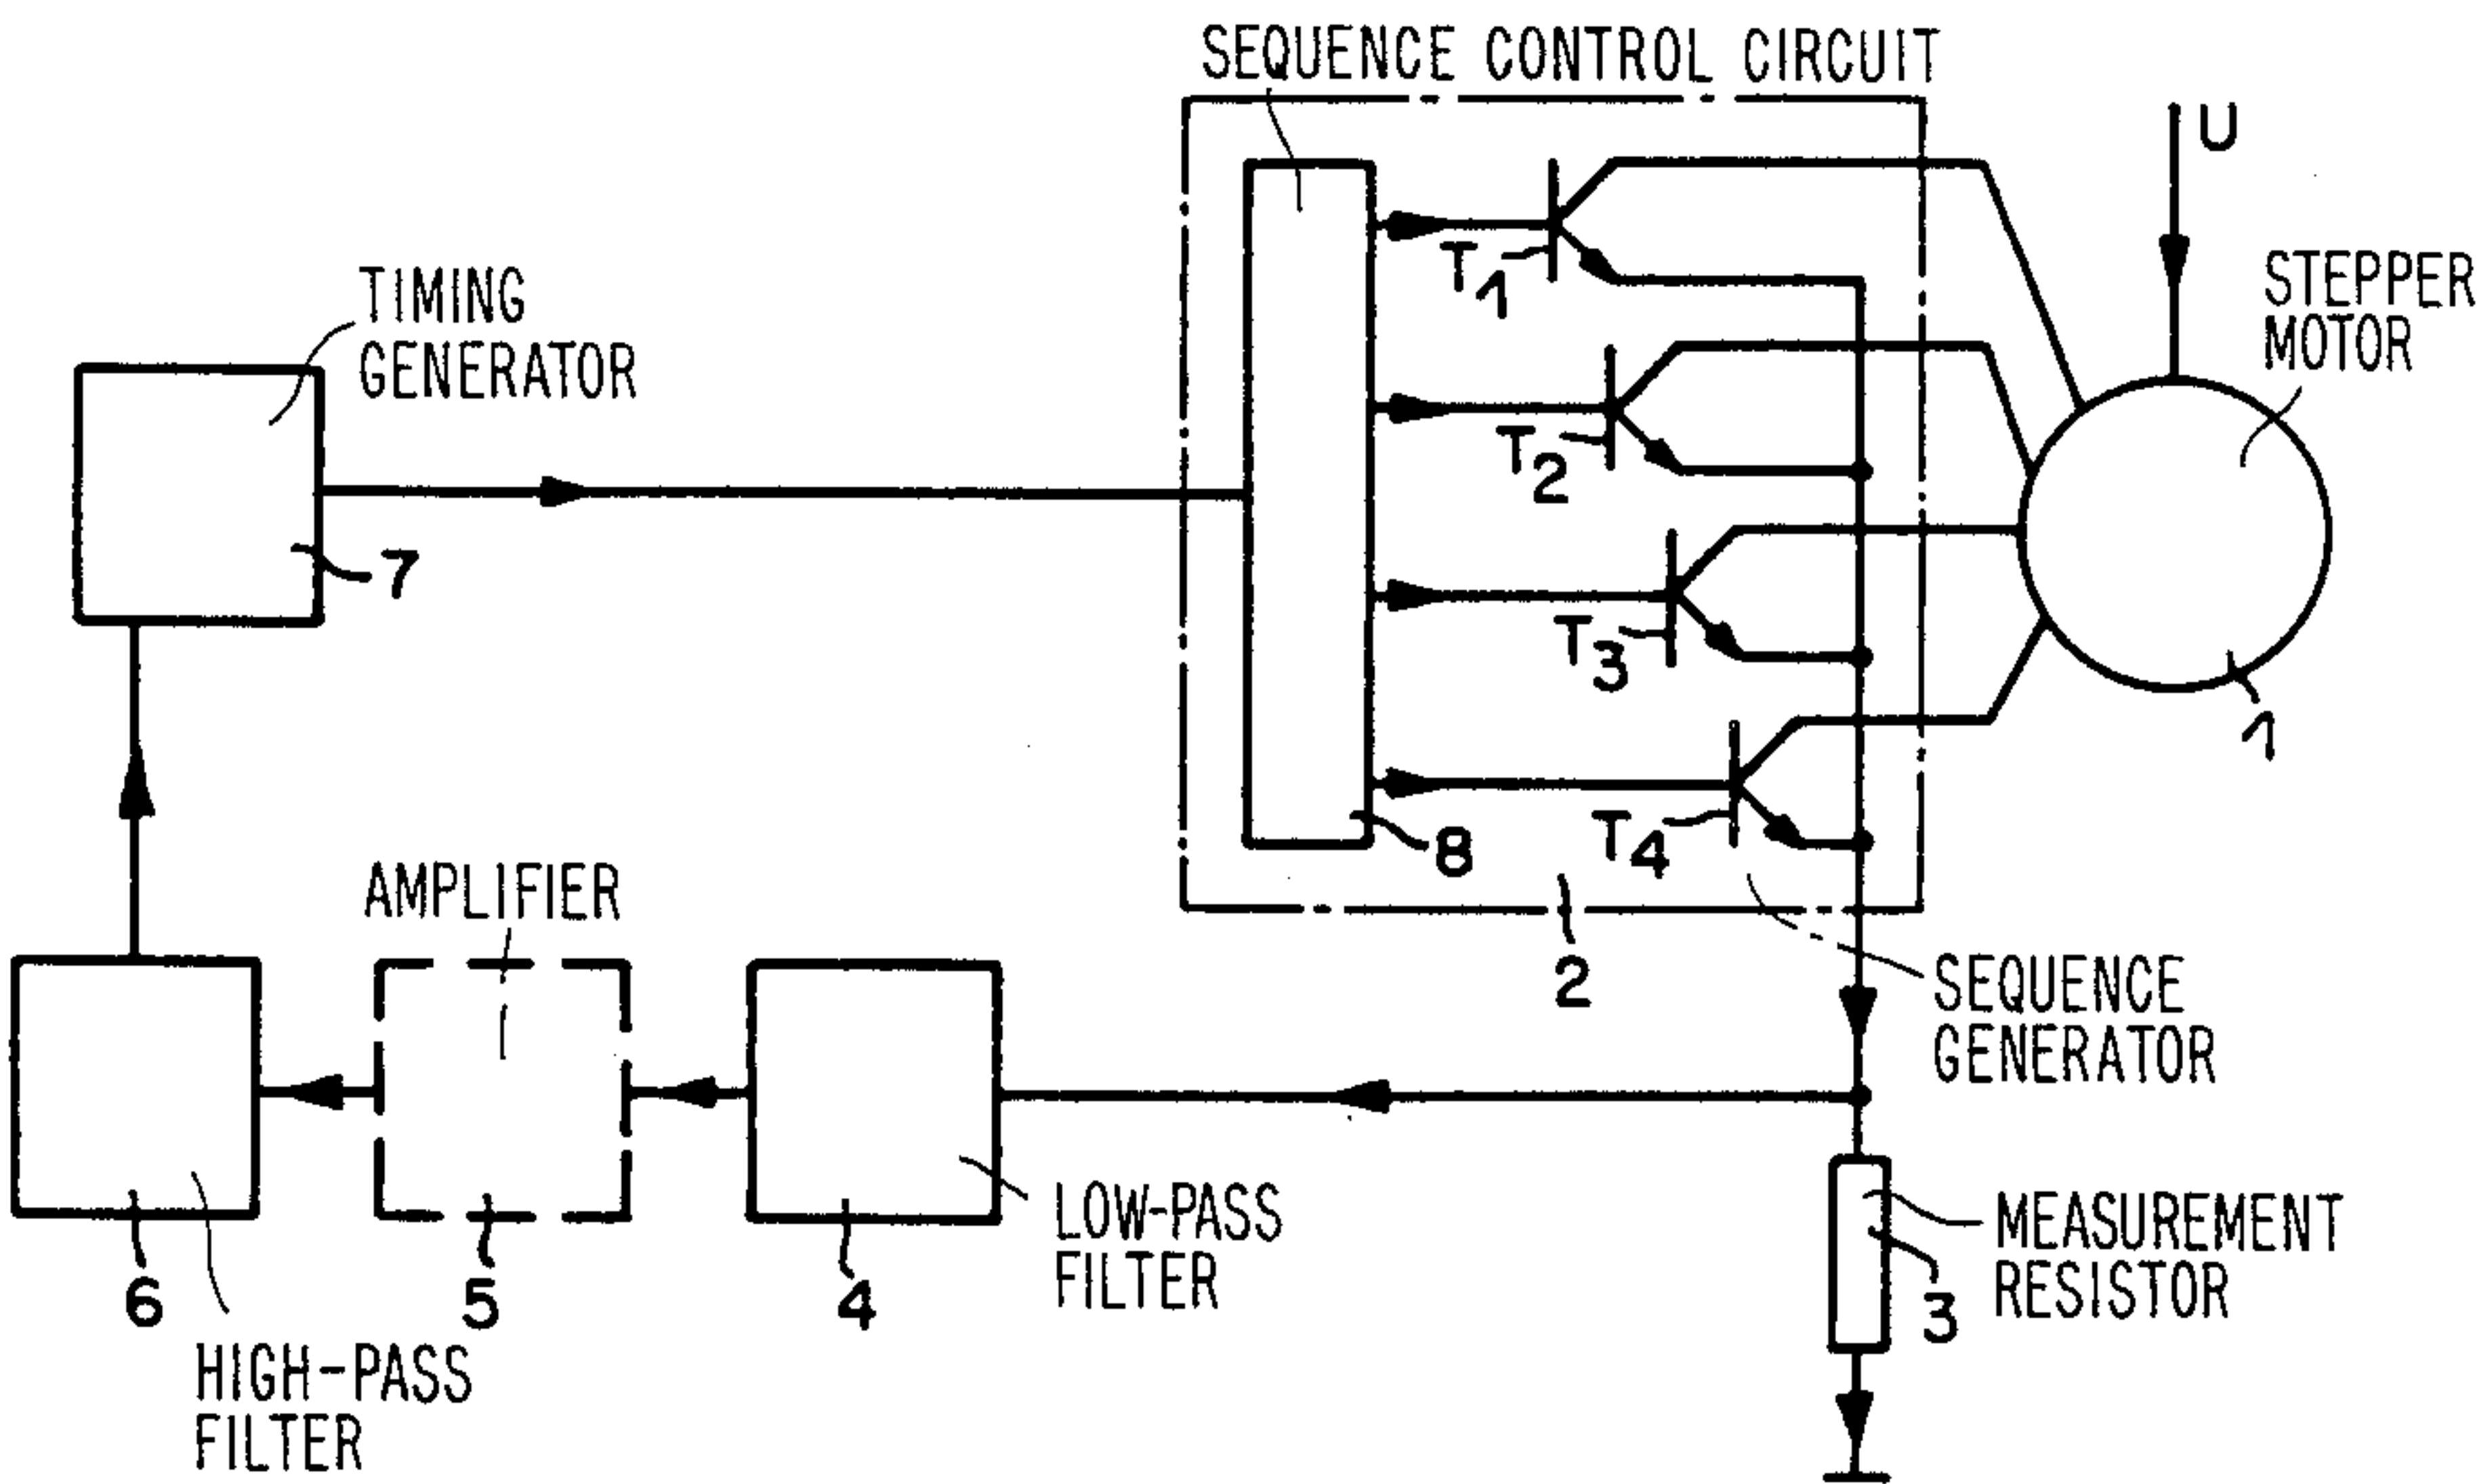 SEQUENCE CONTROL CIRCUIT
U
T1
STEPPER
MOTOR
TIMING
GENERATOR
T2
7
T3
1
T4
8
AMPLIFIER
2
SEQUENCE
GENERATOR
LOW-PASS
FILTER
MEASUREMENT
RESISTOR
3
6
5
4
HIGH-PASS
FILTER